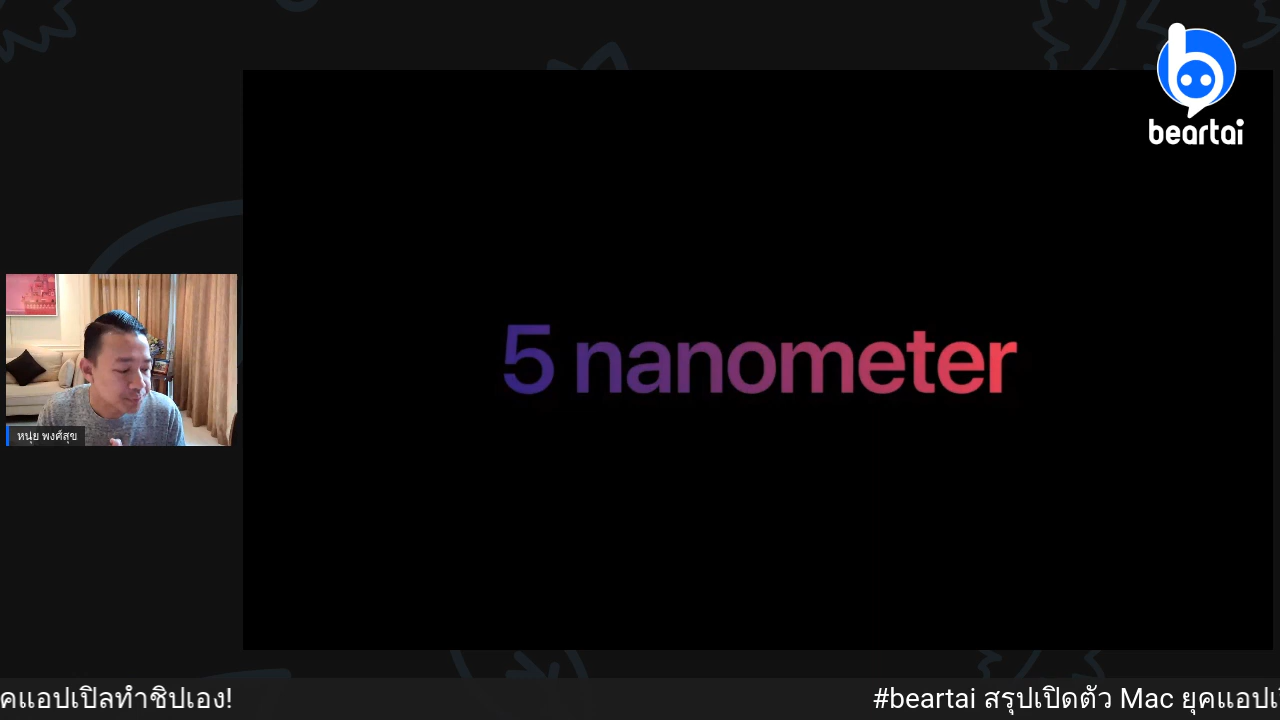 beartai
5 nanometer
หนุ่ย พงศ์สุข
คแอปเปิลทำชิปเอง!
#beartai สรุปเปิดตัว Mac ยุคแอปเ